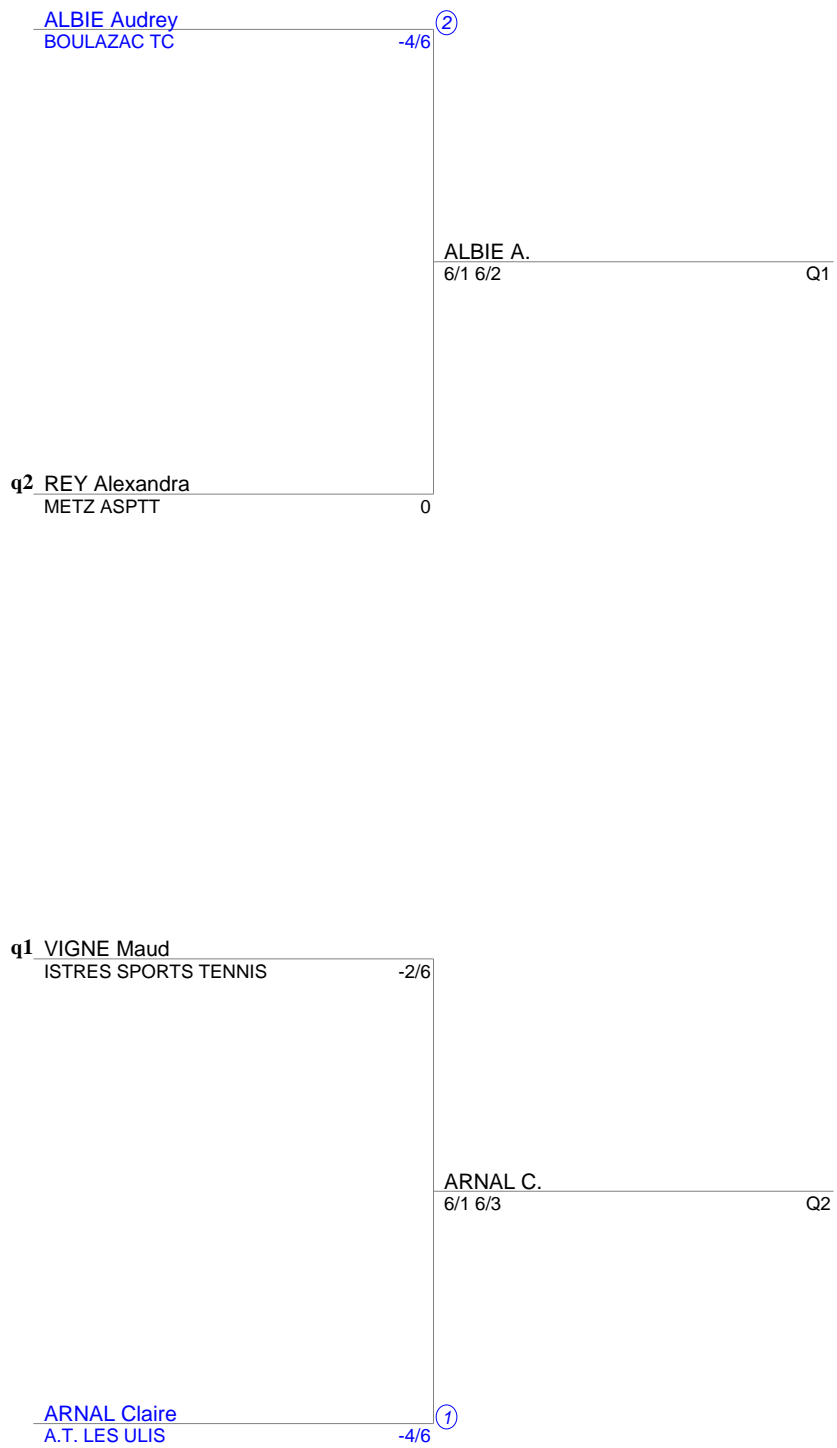 ALBIE Audrey 2
BOULAZAC TC -4/6
ALBIE A.
6/1 6/2 Q1
q2 REY Alexandra
METZ ASPTT 0
q1 VIGNE Maud
ISTRES SPORTS TENNIS -2/6
ARNAL C.
6/1 6/3 Q2
ARNAL Claire 1
A.T. LES ULIS -4/6